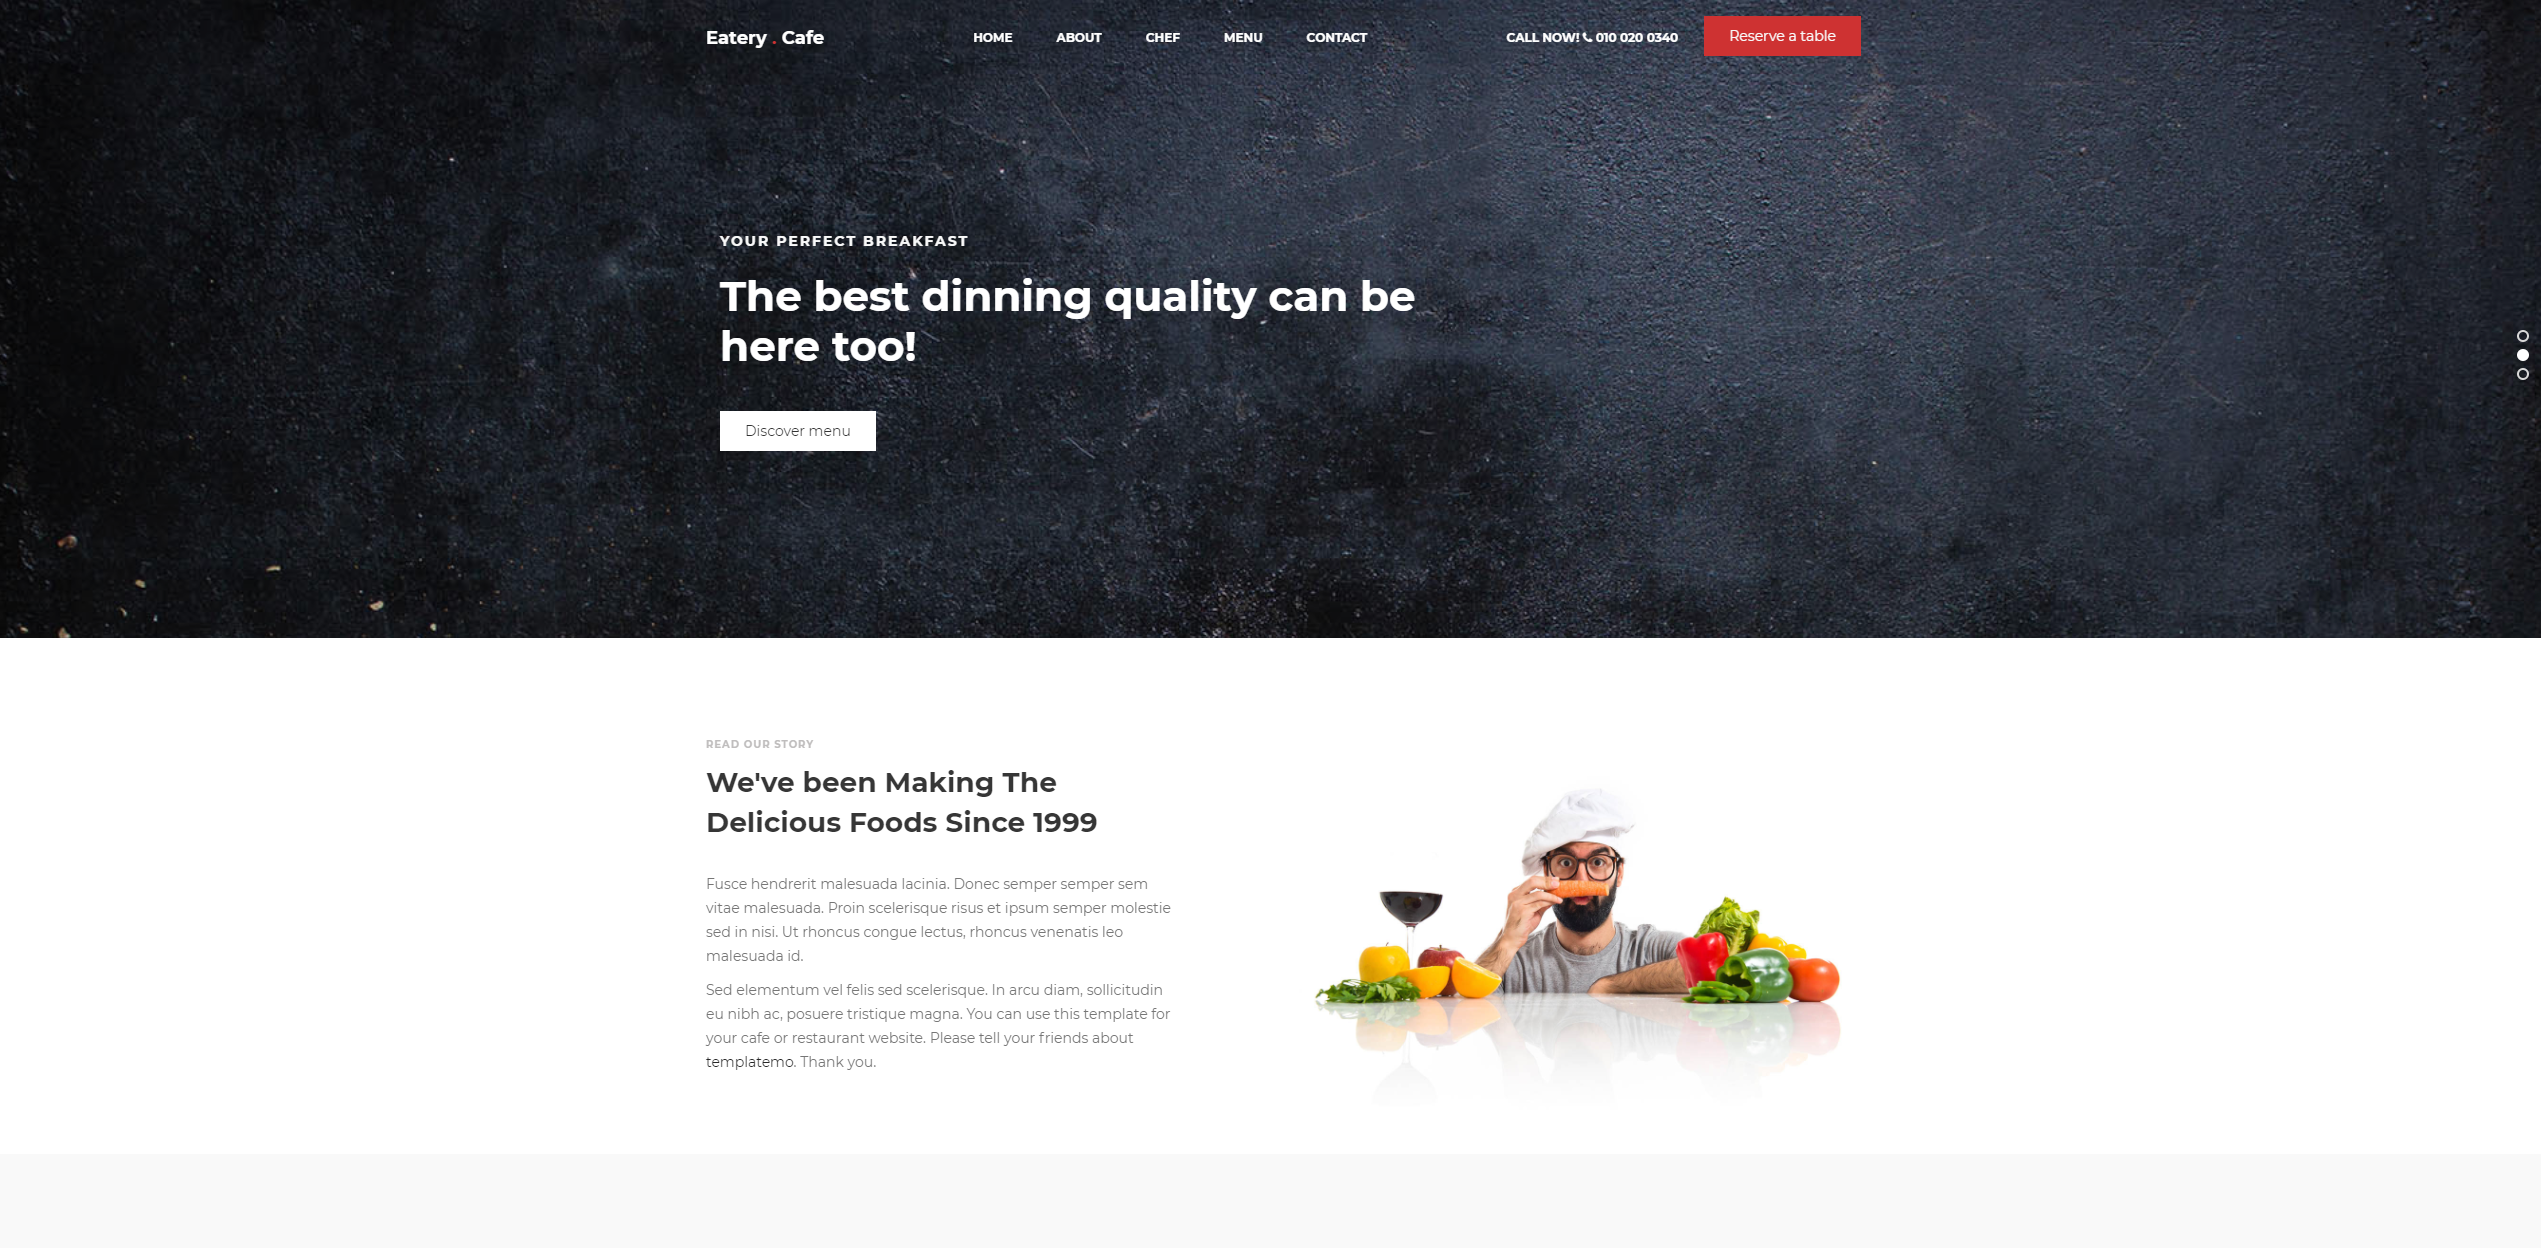 Eatery . Cafe
HOME
ABOUT
CHEF
MENU
CONTACT
CALL NOW! 010 020 0340
Reserve a table
YOUR PERFECT BREAKFAST
The best dinning quality can be
here too!
Discover menu
READ OUR STORY
We've been Making The
Delicious Foods Since 1999
Fusce hendrerit malesuada lacinia. Donec semper semper sem
vitae malesuada. Proin scelerisque risus et ipsum semper molestie
sed in nisi. Ut rhoncus congue lectus, rhoncus venenatis leo
malesuada id.
Sed elementum vel felis sed scelerisque. In arcu diam, sollicitudin
eu nibh ac, posuere tristique magna. You can use this template for
your cafe or restaurant website. Please tell your friends about
templatemo. Thank you.